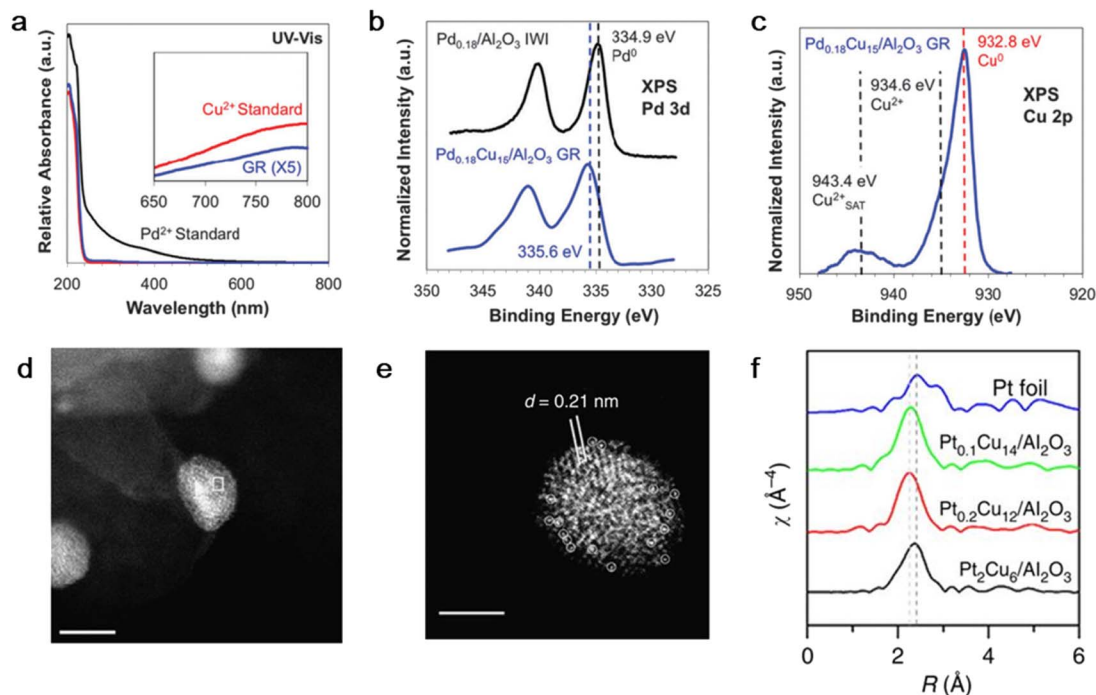 a
UV-Vis
Relative Absorbance (a.u.)
Cu²⁺ Standard
GR (X5)
650 700 750 800
Pd²⁺ Standard
200 400 600 800
Wavelength (nm)
b
Normalized Intensity (a.u.)
Pd₀.₁₈/Al₂O₃ IWI
334.9 eV
Pd⁰
XPS
Pd 3d
Pd₀.₁₈Cu₁₅/Al₂O₃ GR
335.6 eV
350 345 340 335 330 325
Binding Energy (eV)
c
Normalized Intensity (a.u.)
Pd₀.₁₈Cu₁₅/Al₂O₃ GR
932.8 eV
Cu⁰
934.6 eV
Cu²⁺
XPS
Cu 2p
943.4 eV
Cu²⁺SAT
950 940 930 920
Binding Energy (eV)
d
e
d = 0.21 nm
f
χ (Å⁻⁴)
Pt foil
Pt₀.₁Cu₁₄/Al₂O₃
Pt₀.₂Cu₁₂/Al₂O₃
Pt₂Cu₆/Al₂O₃
0 2 4 6
R (Å)